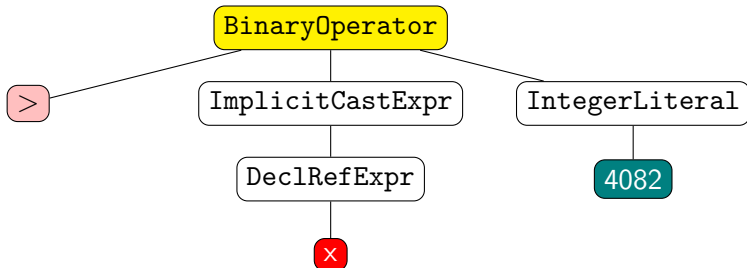 BinaryOperator
> ImplicitCastExpr IntegerLiteral
DeclRefExpr 4082
x